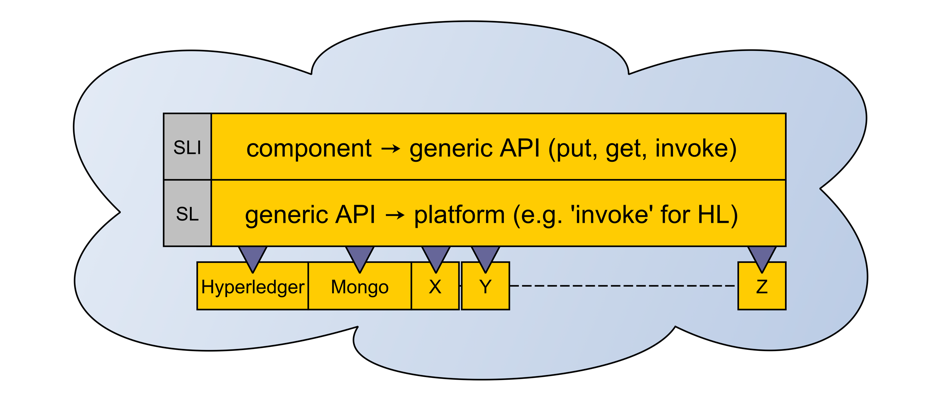 SLI
component → generic API (put, get, invoke)
SL
generic API → platform (e.g. 'invoke' for HL)
Hyperledger
Mongo
X
Y
Z